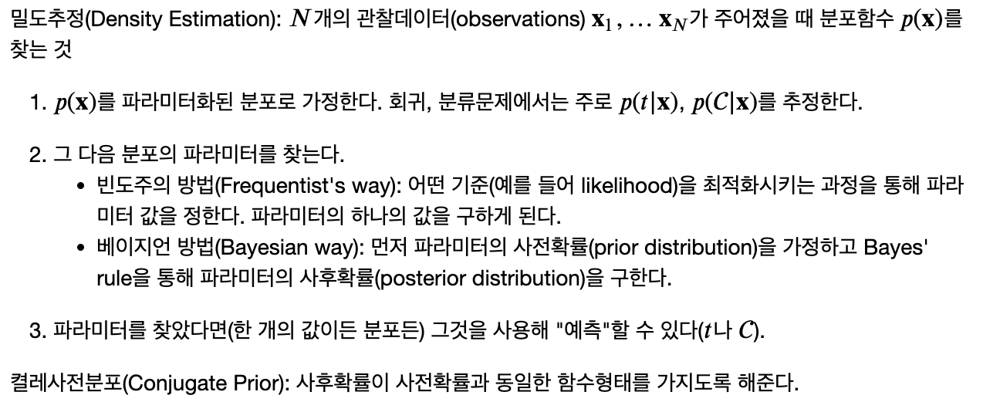 밀도추정(Density Estimation): N개의 관찰데이터(observations) x₁, … x_N가 주어졌을 때 분포함수 p(x)를
찾는 것
1. p(x)를 파라미터화된 분포로 가정한다. 회귀, 분류문제에서는 주로 p(t|x), p(C|x)를 추정한다.
2. 그 다음 분포의 파라미터를 찾는다.
• 빈도주의 방법(Frequentist's way): 어떤 기준(예를 들어 likelihood)을 최적화시키는 과정을 통해 파라
미터 값을 정한다. 파라미터의 하나의 값을 구하게 된다.
• 베이지언 방법(Bayesian way): 먼저 파라미터의 사전확률(prior distribution)을 가정하고 Bayes'
rule을 통해 파라미터의 사후확률(posterior distribution)을 구한다.
3. 파라미터를 찾았다면(한 개의 값이든 분포든) 그것을 사용해 "예측"할 수 있다(t나 C).
켤레사전분포(Conjugate Prior): 사후확률이 사전확률과 동일한 함수형태를 가지도록 해준다.